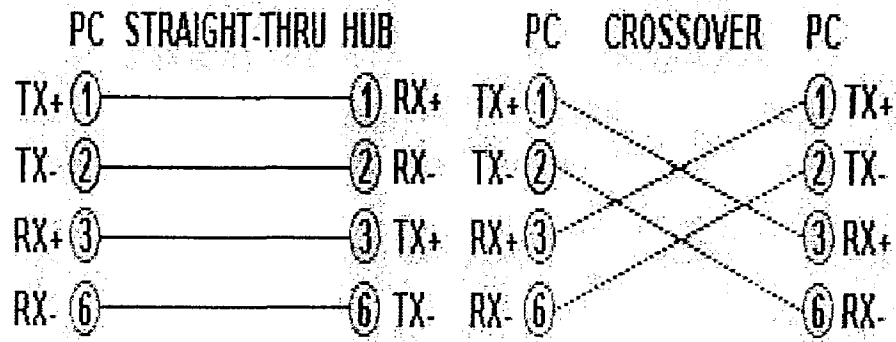 PC STRAIGHT-THRU HUB PC CROSSOVER PC
TX+ 1 1 RX+ TX+ 1 1 TX+
TX- 2 2 RX- TX- 2 2 TX-
RX+ 3 3 TX+ RX+ 3 3 RX+
RX- 6 6 TX- RX- 6 6 RX-